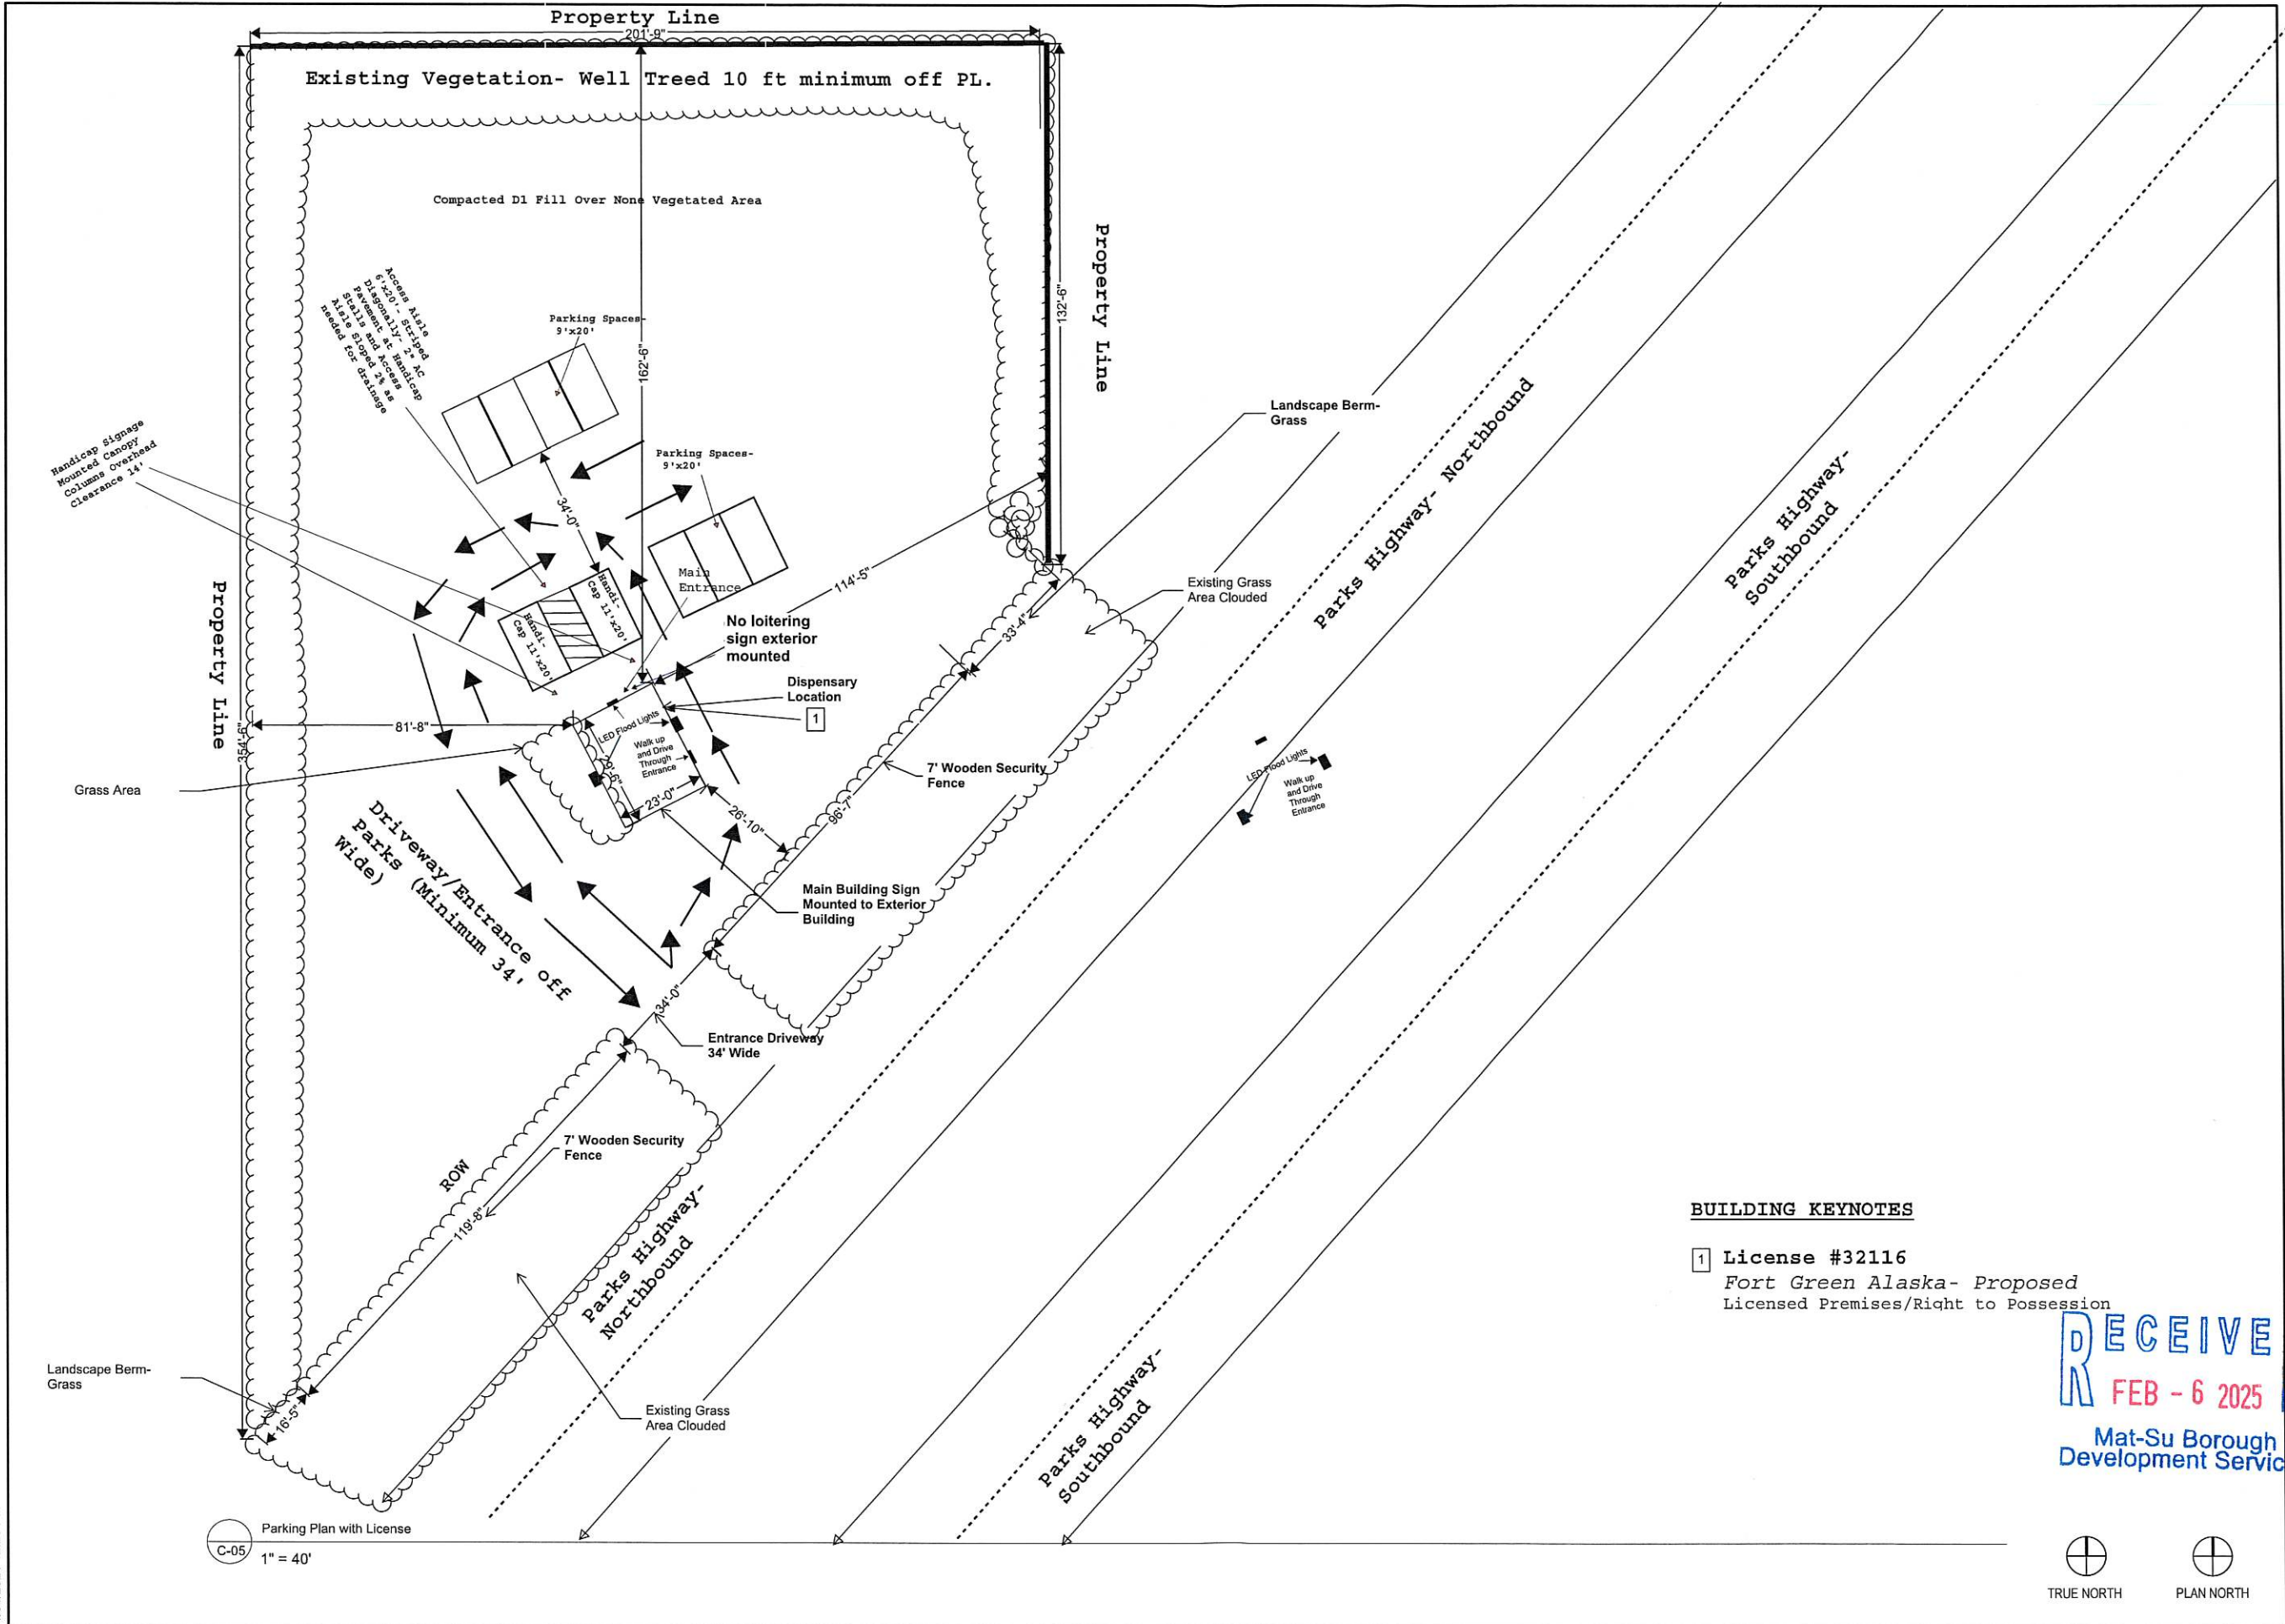 Property Line
201'-9"
Existing Vegetation- Well Treed 10 ft minimum off PL.
Compacted D1 Fill Over None Vegetated Area
Property Line
132'-6"
162'-6"
Access Aisle
6'x20'- Striped
Diagonally- 2" AC
Pavement at Handicap
Stalls and Access
Aisle Sloped 2% as
needed for drainage
Parking Spaces-
9'x20'
Parking Spaces-
9'x20'
Handicap Signage
Mounted Canopy
Columns Overhead
Clearance 14'
34'-0"
Main
Entrance
Handi-
Cap 11'x20'
Handi-
Cap 11'x20'
114'-5"
No loitering
sign exterior
mounted
Dispensary
Location
1
Landscape Berm-
Grass
Existing Grass
Area Clouded
33'-4"
Parks Highway- Northbound
Parks Highway-
Southbound
Property Line
354'-6"
81'-8"
Grass Area
LED Flood Lights
Walk up
and Drive
Through
Entrance
29'-6"
23'-0"
26'-10"
96'-7"
7' Wooden Security
Fence
LED Flood Lights
Walk up
and Drive
Through
Entrance
Driveway/Entrance off
Parks (Minimum 34'
Wide)
Main Building Sign
Mounted to Exterior
Building
34'-0"
Entrance Driveway
34' Wide
7' Wooden Security
Fence
ROW
119'-8"
Parks Highway-
Northbound
Landscape Berm-
Grass
16'-5"
Existing Grass
Area Clouded
Parks Highway-
Southbound
BUILDING KEYNOTES
1 License #32116
Fort Green Alaska- Proposed
Licensed Premises/Right to Possession
RECEIVE
FEB - 6 2025
Mat-Su Borough
Development Servic
C-05
Parking Plan with License
1" = 40'
TRUE NORTH
PLAN NORTH